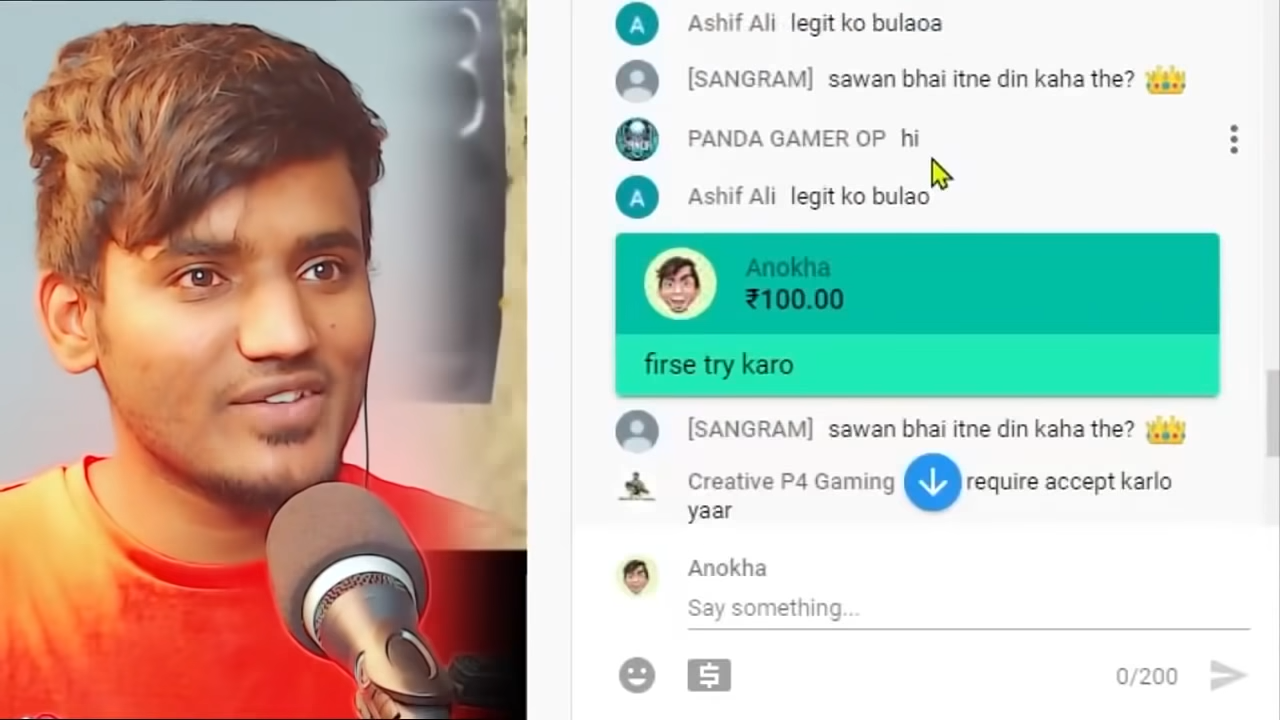 Ashif Ali legit ko bulaoa
[SANGRAM] sawan bhai itne din kaha the?
PANDA GAMER OP hi
Ashif Ali legit ko bulao
Anokha
₹100.00
firse try karo
[SANGRAM] sawan bhai itne din kaha the?
Creative P4 Gaming require accept karlo
yaar
Anokha
Say something...
0/200